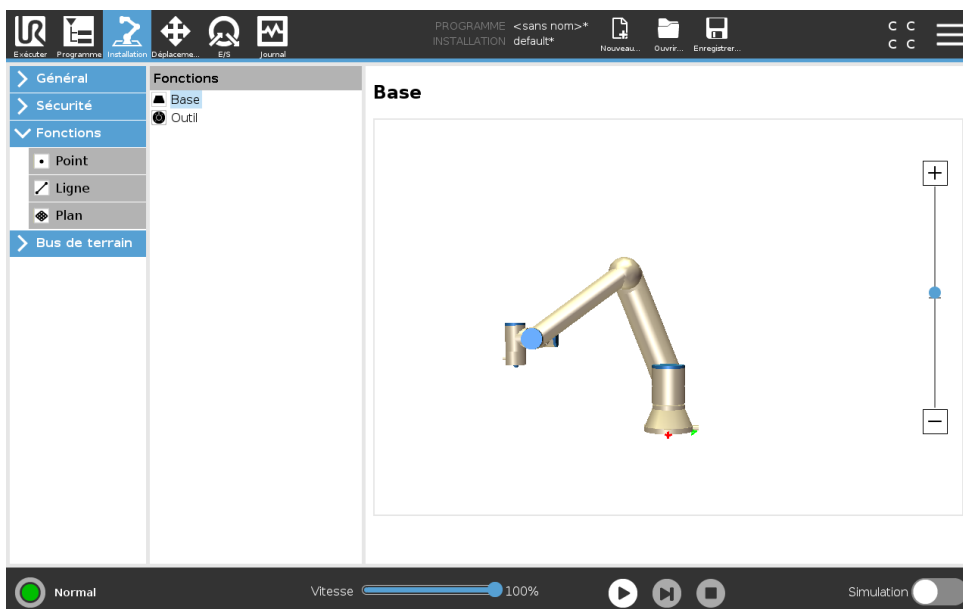 PROGRAMME <sans nom>*
INSTALLATION default*
Exécuter Programme Installation Déplaceme... E/S Journal Nouveau... Ouvrir... Enregistrer...
C C
C C
Général
Sécurité
Fonctions
Point
Ligne
Plan
Bus de terrain
Fonctions
Base
Outil
Base
Normal Vitesse 100% Simulation